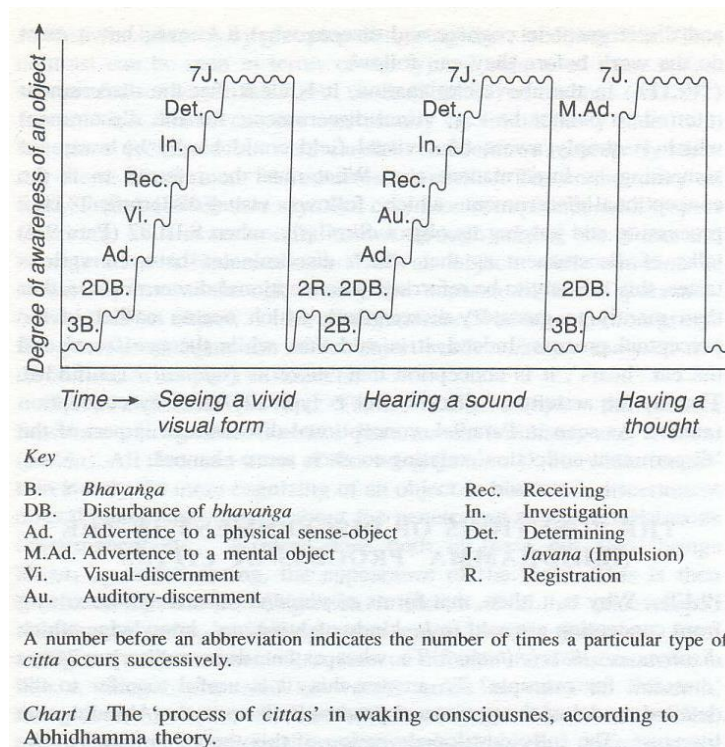 Degree of awareness of an object →
7J. 7J. 7J.
Det. Det. M.Ad.
In. In.
Rec. Rec.
Vi. Au.
Ad. Ad.
2DB. 2R. 2DB. 2DB.
3B. 2B. 3B.
Time → Seeing a vivid visual form
Hearing a sound
Having a thought
Key
B. Bhavaṅga Rec. Receiving
DB. Disturbance of bhavaṅga In. Investigation
Ad. Advertence to a physical sense-object Det. Determining
M.Ad. Advertence to a mental object J. Javana (Impulsion)
Vi. Visual-discernment R. Registration
Au. Auditory-discernment
A number before an abbreviation indicates the number of times a particular type of
citta occurs successively.
Chart I The ‘process of cittas’ in waking consciousnes, according to
Abhidhamma theory.